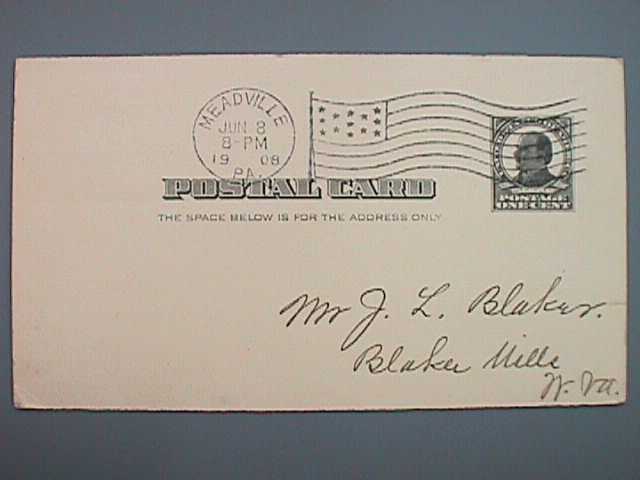 MEADVILLE
JUN 8
8-PM
19 08
PA.
POSTAL CARD
THE SPACE BELOW IS FOR THE ADDRESS ONLY
POSTAGE
ONE CENT
Mr J. L. Blaker.
Blaker Mills
W. Va.